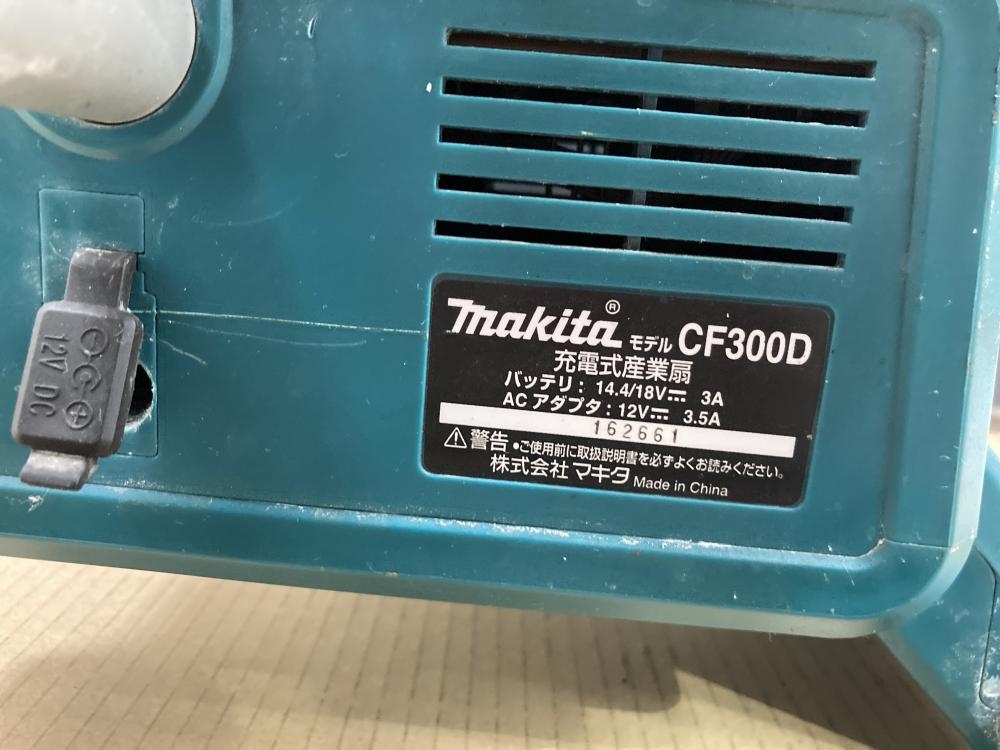 makita® モデル CF300D
充電式産業扇
バッテリ: 14.4/18V⎓ 3A
AC アダプタ: 12V⎓ 3.5A
162661
⚠警告 •ご使用前に取扱説明書を必ずよくお読みください。
株式会社 マキタ Made in China
12V DC